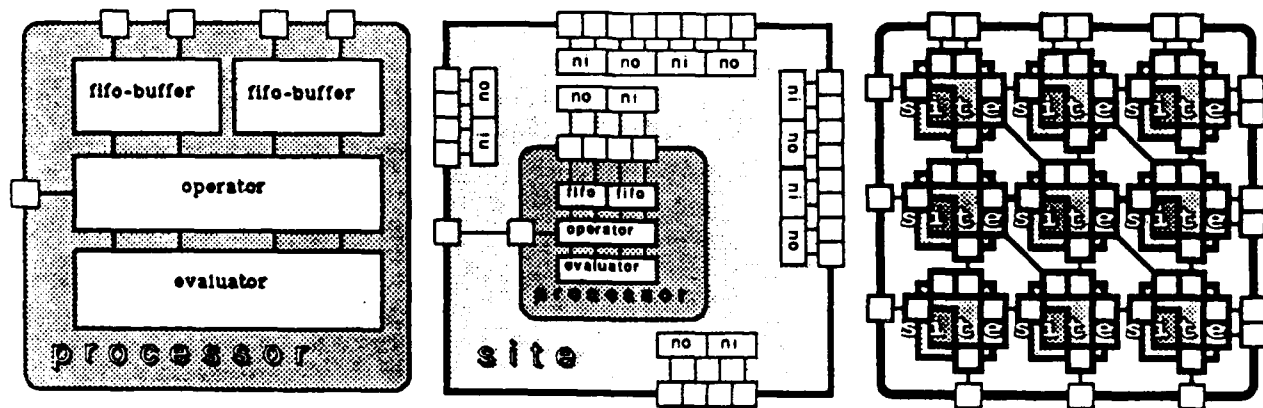 fifo-buffer fifo-buffer
operator
evaluator
processor
ni no ni no
no
ni
no ni
fifo fifo
operator
evaluator
processor
ni
no
ni
no
no ni
site
site site site
site site site
site site site